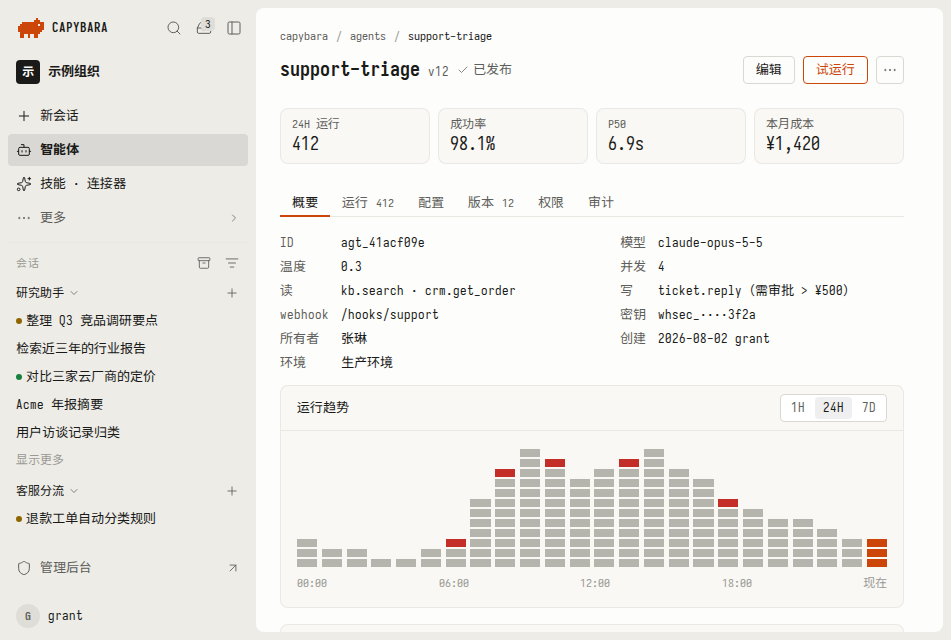 CAPYBARA
3
示 示例组织
新会话
智能体
技能 · 连接器
更多
会话
研究助手
整理 Q3 竞品调研要点
检索近三年的行业报告
对比三家云厂商的定价
Acme 年报摘要
用户访谈记录归类
显示更多
客服分流
退款工单自动分类规则
管理后台
G grant
capybara / agents / support-triage
support-triage v12 已发布
编辑 试运行 ···
24H 运行
412
成功率
98.1%
P50
6.9s
本月成本
¥1,420
概要 运行 412 配置 版本 12 权限 审计
ID agt_41acf09e 模型 claude-opus-5-5
温度 0.3 并发 4
读 kb.search · crm.get_order 写 ticket.reply (需审批 > ¥500)
webhook /hooks/support 密钥 whsec_····3f2a
所有者 张琳 创建 2026-08-02 grant
环境 生产环境
运行趋势 1H 24H 7D
00:00 06:00 12:00 18:00 现在